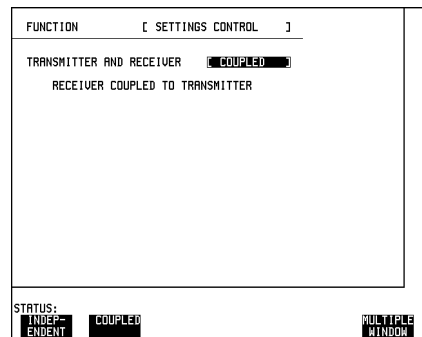 FUNCTION [ SETTINGS CONTROL ]
TRANSMITTER AND RECEIVER [ COUPLED ]
RECEIVER COUPLED TO TRANSMITTER
STATUS:
INDEP-
ENDENT
COUPLED
MULTIPLE
WINDOW